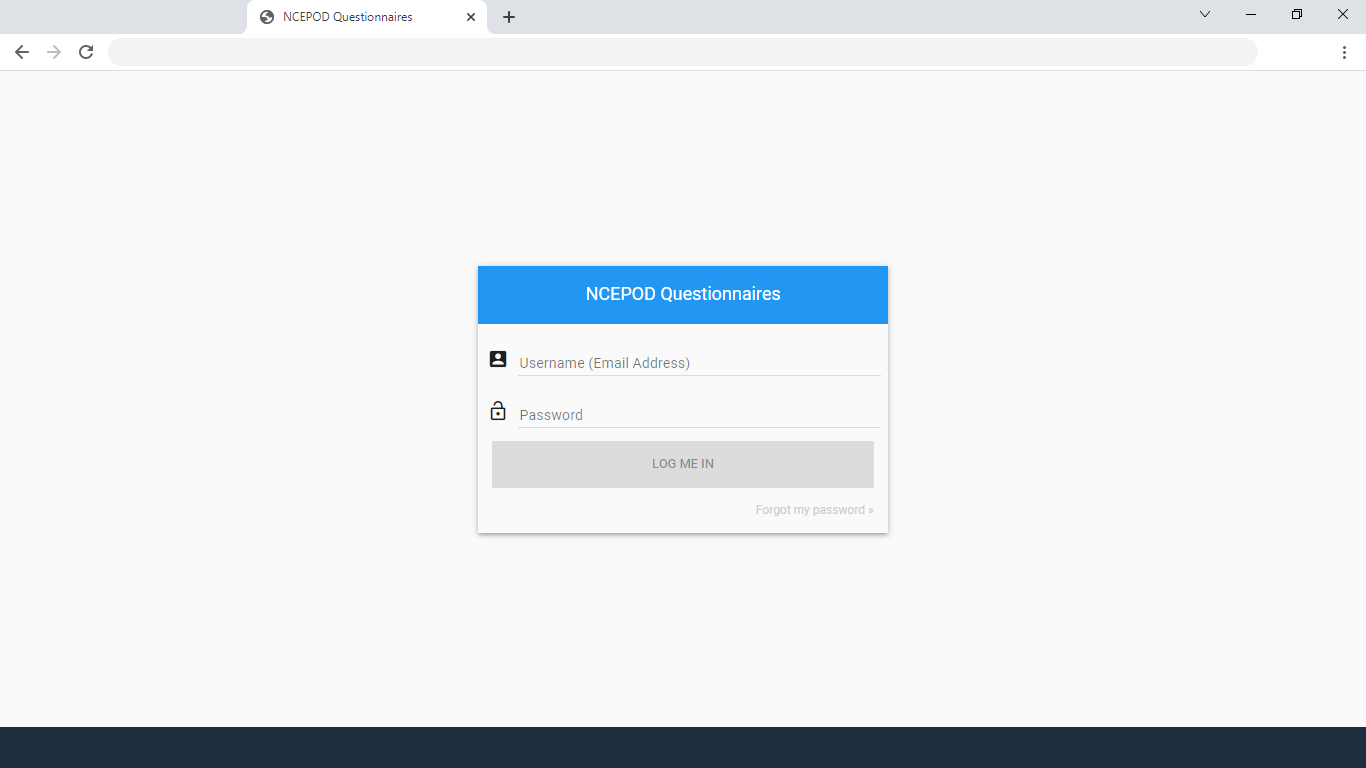 NCEPOD Questionnaires
NCEPOD Questionnaires
Username (Email Address)
Password
LOG ME IN
Forgot my password »